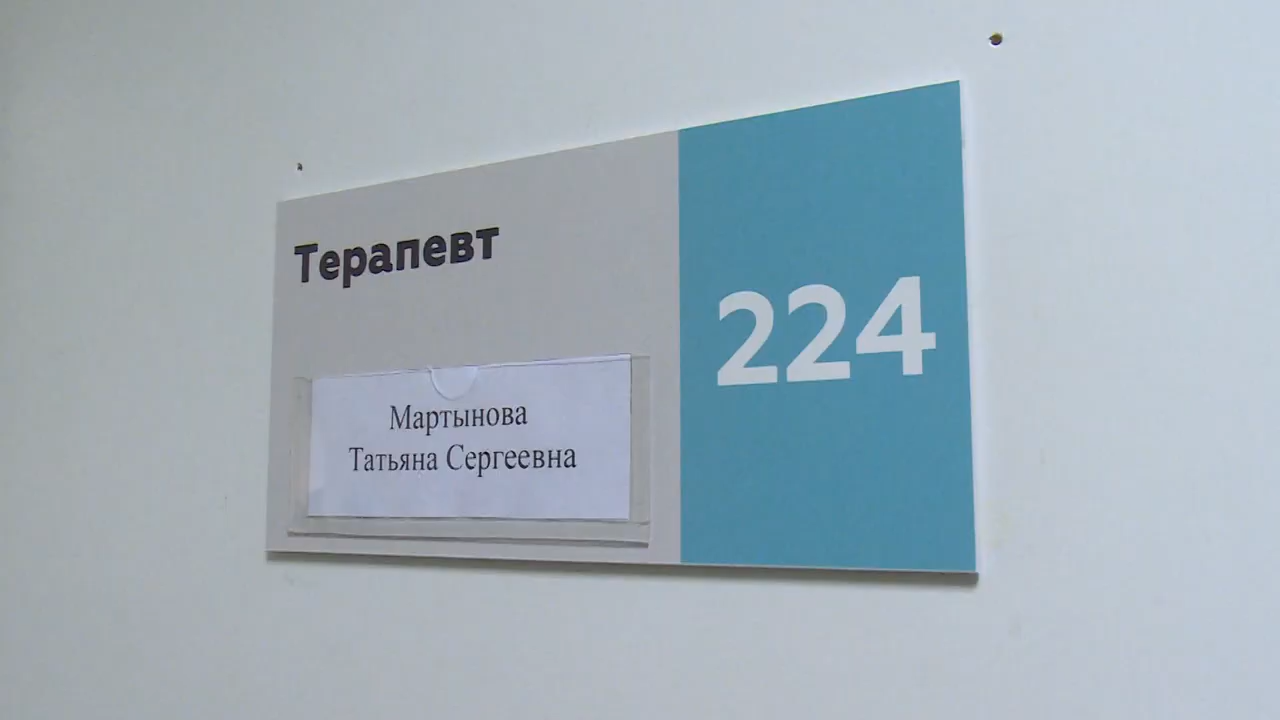 Терапевт
224
Мартынова
Татьяна Сергеевна